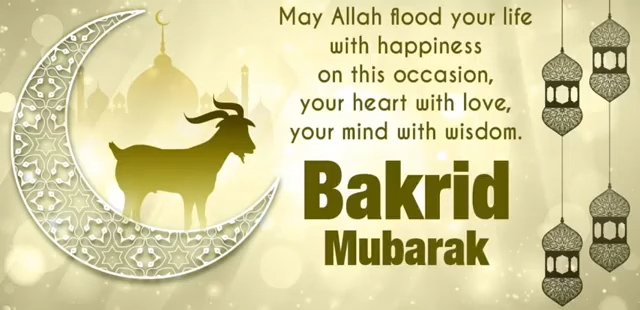 May Allah flood your life
with happiness
on this occasion,
your heart with love,
your mind with wisdom.
Bakrid
Mubarak